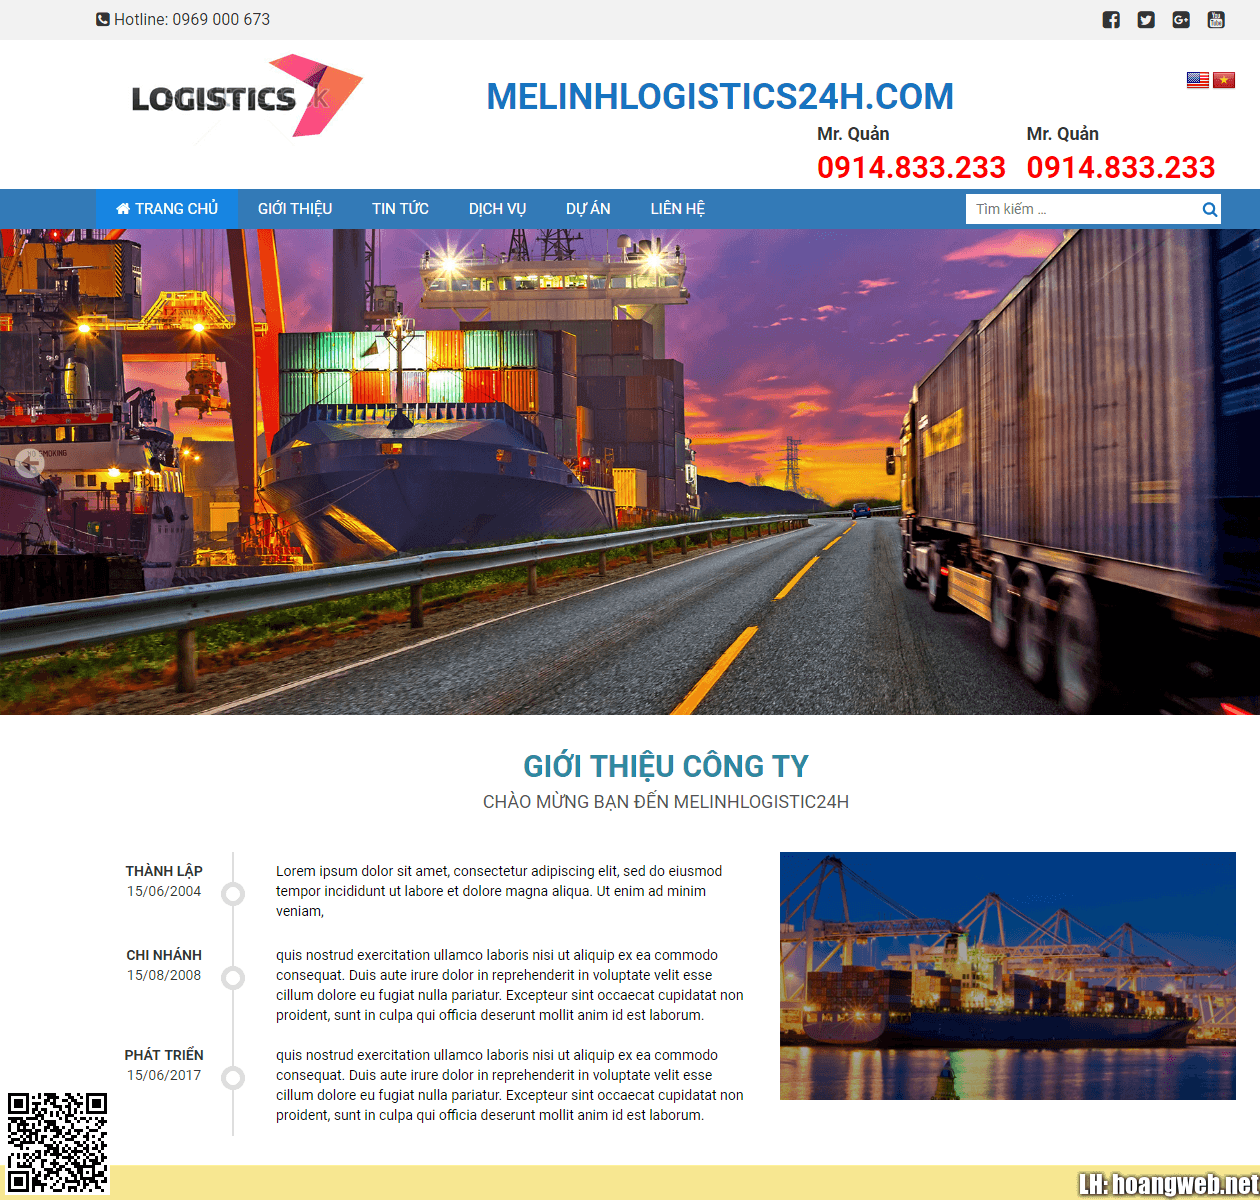 Hotline: 0969 000 673
LOGISTICS
MELINHLOGISTICS24H.COM
Mr. Quản
0914.833.233
Mr. Quản
0914.833.233
TRANG CHỦ GIỚI THIỆU TIN TỨC DỊCH VỤ DỰ ÁN LIÊN HỆ Tìm kiếm ...
NO SMOKING
GIỚI THIỆU CÔNG TY
CHÀO MỪNG BẠN ĐẾN MELINHLOGISTIC24H
THÀNH LẬP
15/06/2004
Lorem ipsum dolor sit amet, consectetur adipiscing elit, sed do eiusmod
tempor incididunt ut labore et dolore magna aliqua. Ut enim ad minim
veniam,
CHI NHÁNH
15/08/2008
quis nostrud exercitation ullamco laboris nisi ut aliquip ex ea commodo
consequat. Duis aute irure dolor in reprehenderit in voluptate velit esse
cillum dolore eu fugiat nulla pariatur. Excepteur sint occaecat cupidatat non
proident, sunt in culpa qui officia deserunt mollit anim id est laborum.
PHÁT TRIỂN
15/06/2017
quis nostrud exercitation ullamco laboris nisi ut aliquip ex ea commodo
consequat. Duis aute irure dolor in reprehenderit in voluptate velit esse
cillum dolore eu fugiat nulla pariatur. Excepteur sint occaecat cupidatat non
proident, sunt in culpa qui officia deserunt mollit anim id est laborum.
LH: hoangweb.net